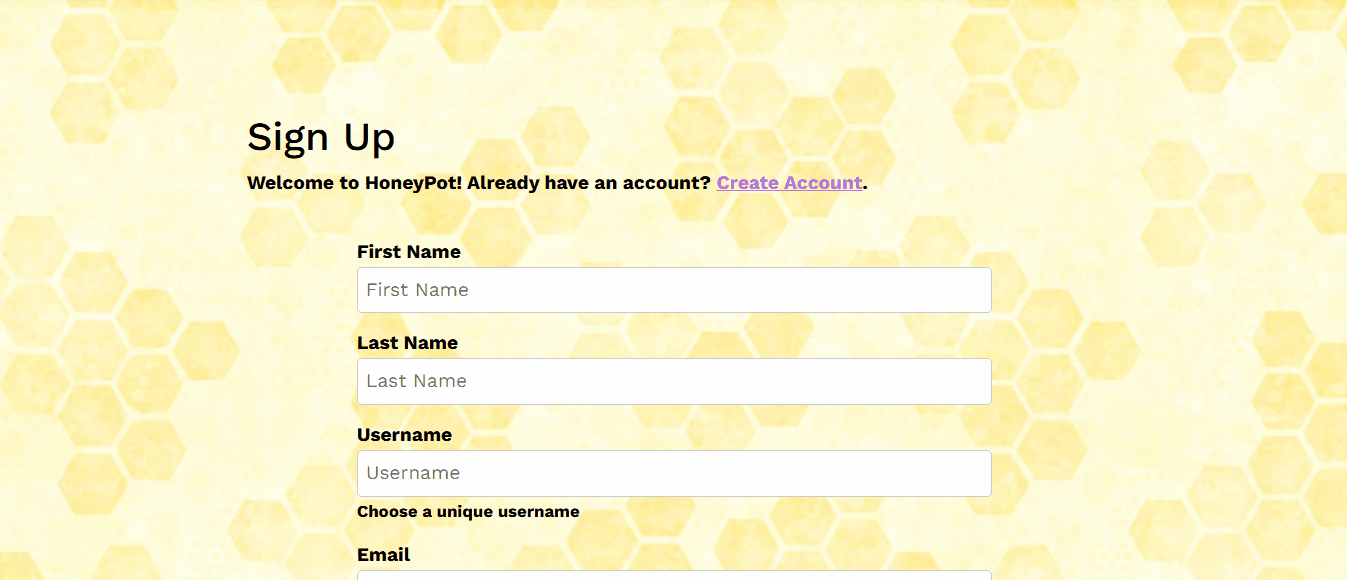 Sign Up
Welcome to HoneyPot! Already have an account? Create Account.
First Name
First Name
Last Name
Last Name
Username
Username
Choose a unique username
Email